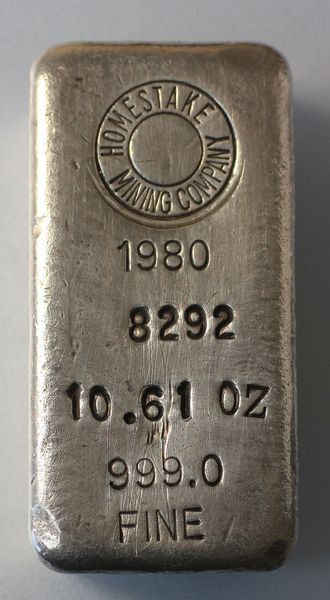 HOMESTAKE
MINING COMPANY
1980
8292
10.61 OZ
999.0
FINE